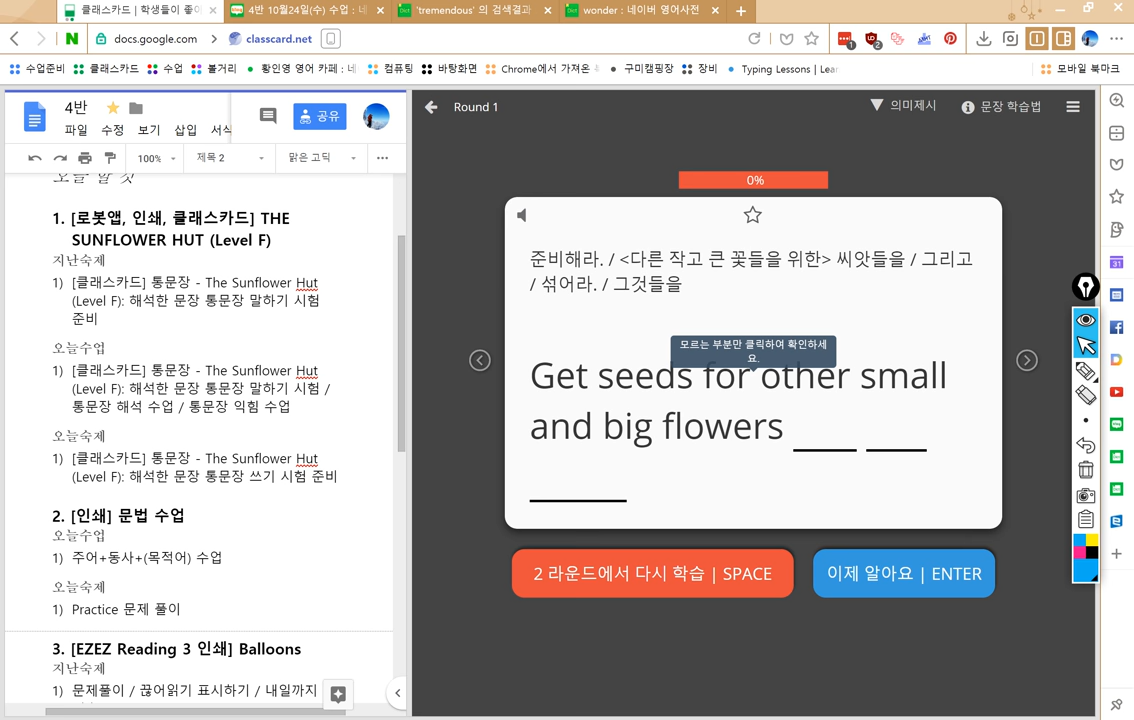 클래스카드 | 학생들이 좋아
4반 10월24일(수) 수업 : 네
'tremendous' 의 검색결과
wonder : 네이버 영어사전
docs.google.com
classcard.net
수업준비
클래스카드
수업
볼거리
황인영 영어 카페 : 네
컴퓨팅
바탕화면
Chrome에서 가져온
구미캠핑장
장비
Typing Lessons | Lear
모바일 북마크
4반
파일 수정 보기 삽입 서식
공유
100% 제목 2 맑은 고딕
오늘 할 것
1. [로봇앱, 인쇄, 클래스카드] THE
SUNFLOWER HUT (Level F)
지난숙제
1) [클래스카드] 통문장 - The Sunflower Hut
(Level F): 해석한 문장 통문장 말하기 시험
준비
오늘수업
1) [클래스카드] 통문장 - The Sunflower Hut
(Level F): 해석한 문장 통문장 말하기 시험 /
통문장 해석 수업 / 통문장 익힘 수업
오늘숙제
1) [클래스카드] 통문장 - The Sunflower Hut
(Level F): 해석한 문장 통문장 쓰기 시험 준비
2. [인쇄] 문법 수업
오늘수업
1) 주어+동사+(목적어) 수업
오늘숙제
1) Practice 문제 풀이
3. [EZEZ Reading 3 인쇄] Balloons
지난숙제
1) 문제풀이 / 끊어읽기 표시하기 / 내일까지
Round 1
의미제시
문장 학습법
0%
준비해라. / <다른 작고 큰 꽃들을 위한> 씨앗들을 / 그리고
/ 섞어라. / 그것들을
모르는 부분만 클릭하여 확인하세
요.
Get seeds for other small
and big flowers
2 라운드에서 다시 학습 | SPACE
이제 알아요 | ENTER